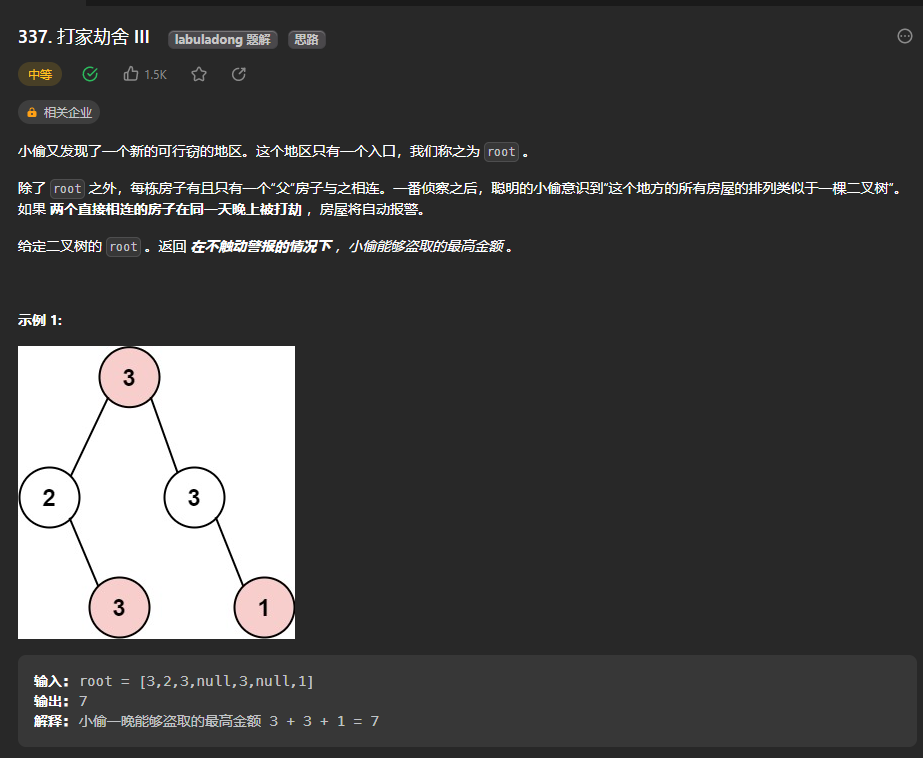 337. 打家劫舍 III labuladong 题解 思路
中等 1.5K
相关企业
小偷又发现了一个新的可行窃的地区。这个地区只有一个入口，我们称之为 root 。
除了 root 之外，每栋房子有且只有一个“父“房子与之相连。一番侦察之后，聪明的小偷意识到“这个地方的所有房屋的排列类似于一棵二叉树”。
如果 两个直接相连的房子在同一天晚上被打劫 ，房屋将自动报警。
给定二叉树的 root 。返回 在不触动警报的情况下 ，小偷能够盗取的最高金额 。
示例 1:
3
2 3
3 1
输入: root = [3,2,3,null,3,null,1]
输出: 7
解释: 小偷一晚能够盗取的最高金额 3 + 3 + 1 = 7